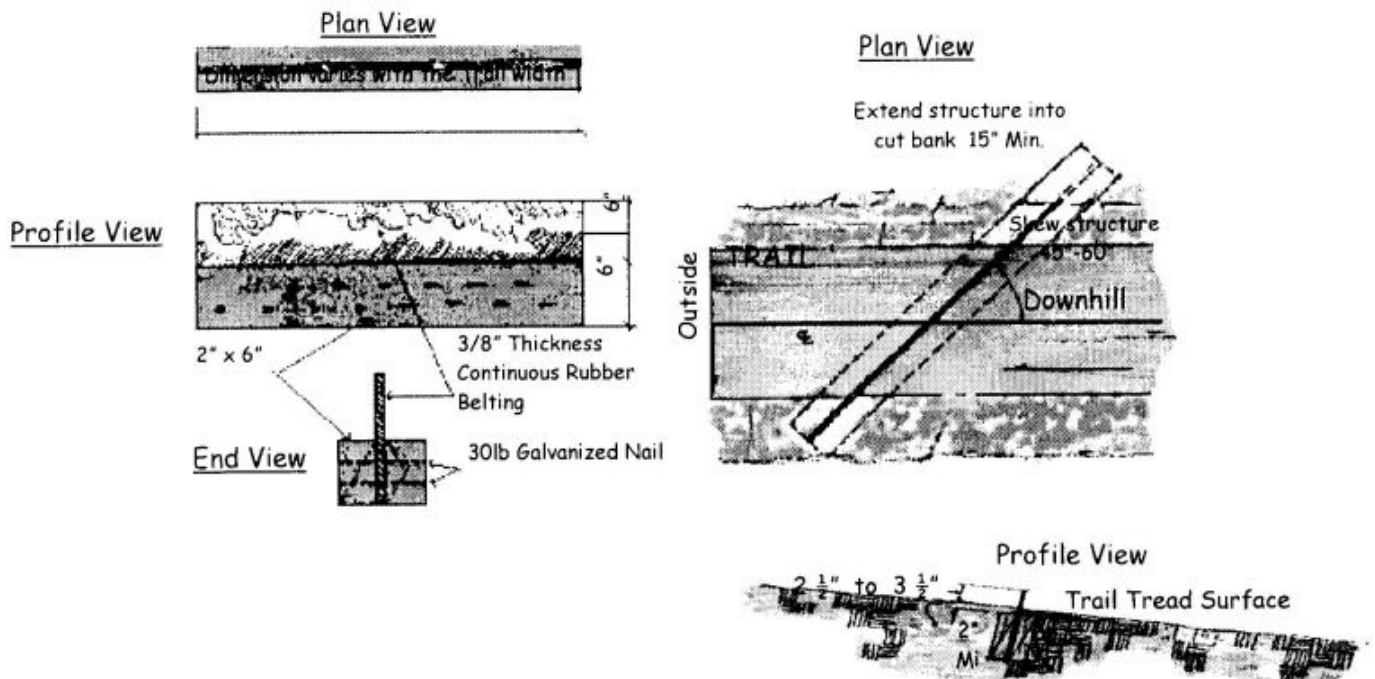 Plan View
Dimension varies with the Trail width
Profile View
6"
6"
2" x 6"
3/8" Thickness
Continuous Rubber
Belting
End View
30lb Galvanized Nail
Plan View
Extend structure into
cut bank 15" Min.
Skew structure
45°-60°
TRAIL
Outside
Downhill
℄
Profile View
2 ½" to 3 ½"
Trail Tread Surface
2"
Mi